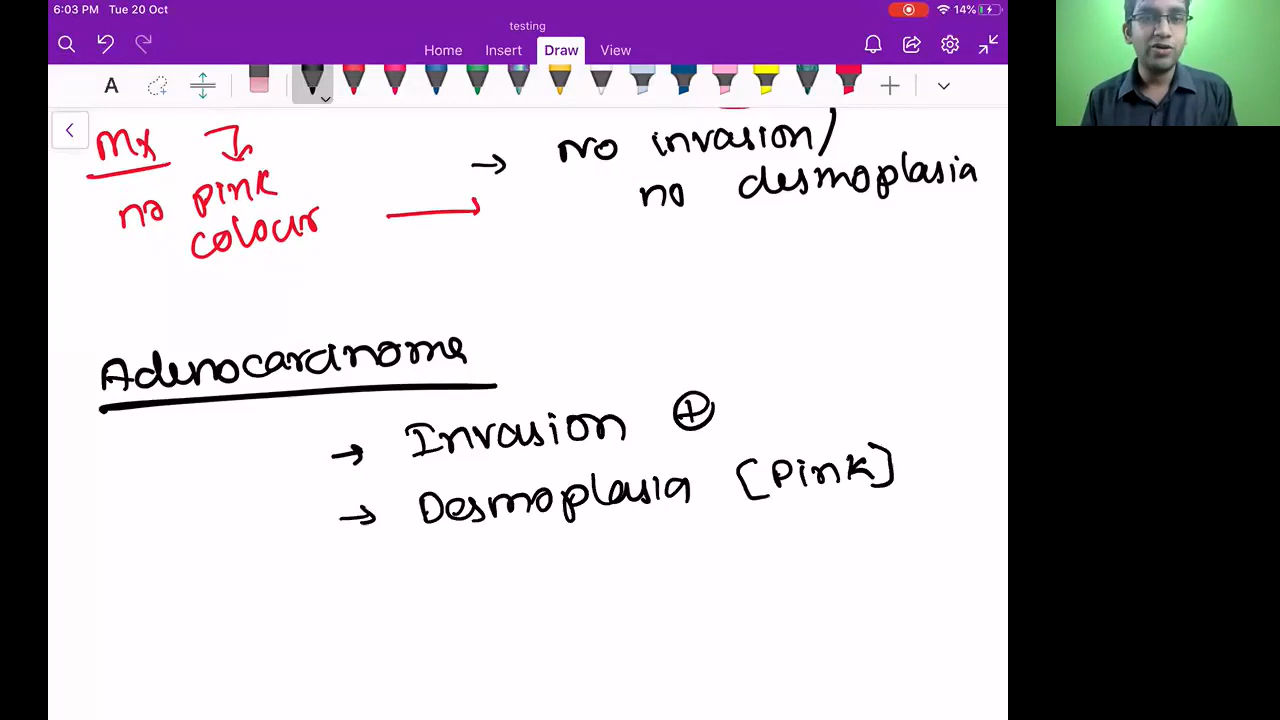 6:03 PM Tue 20 Oct
14%
testing
Home Insert Draw View
A
Mx
no pink
colour
→ no invasion/
no desmoplasia
Adenocarcinoma
→ Invasion ⊕
→ Desmoplasia [Pink]